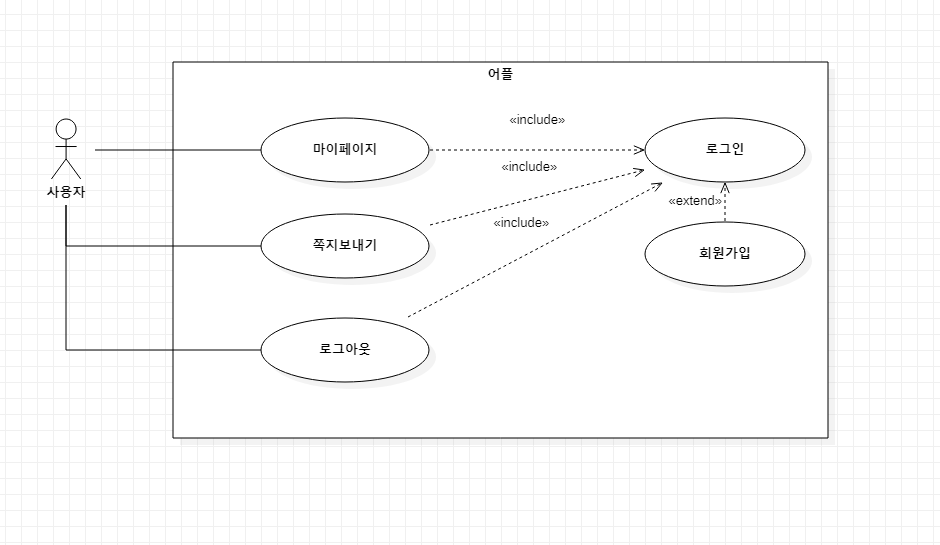 어플
«include»
마이페이지
로그인
«include»
사용자
«extend»
«include»
쪽지보내기
회원가입
로그아웃